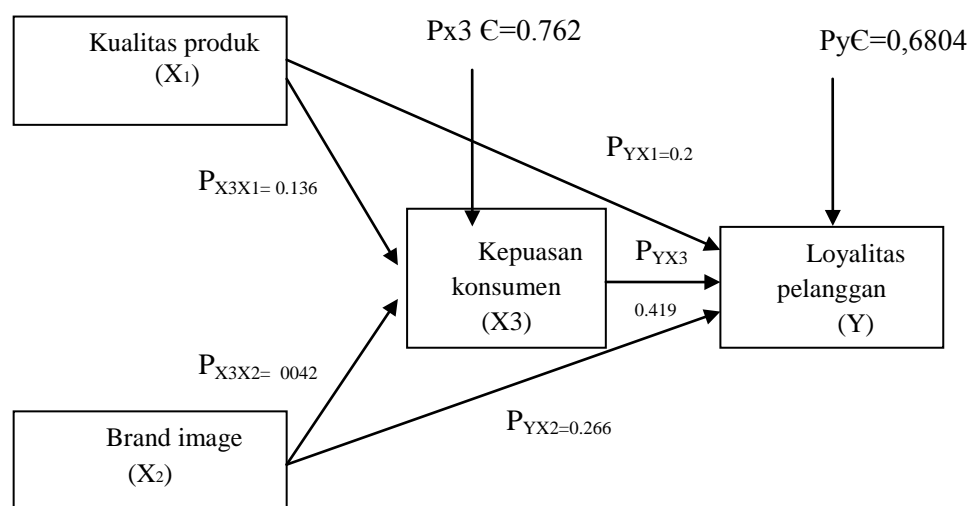 Kualitas produk
(X1)
Px3 Є=0.762
PyЄ=0,6804
PYX1=0.2
PX3X1= 0.136
Kepuasan
konsumen
(X3)
PYX3
0.419
Loyalitas
pelanggan
(Y)
PX3X2= 0042
PYX2=0.266
Brand image
(X2)